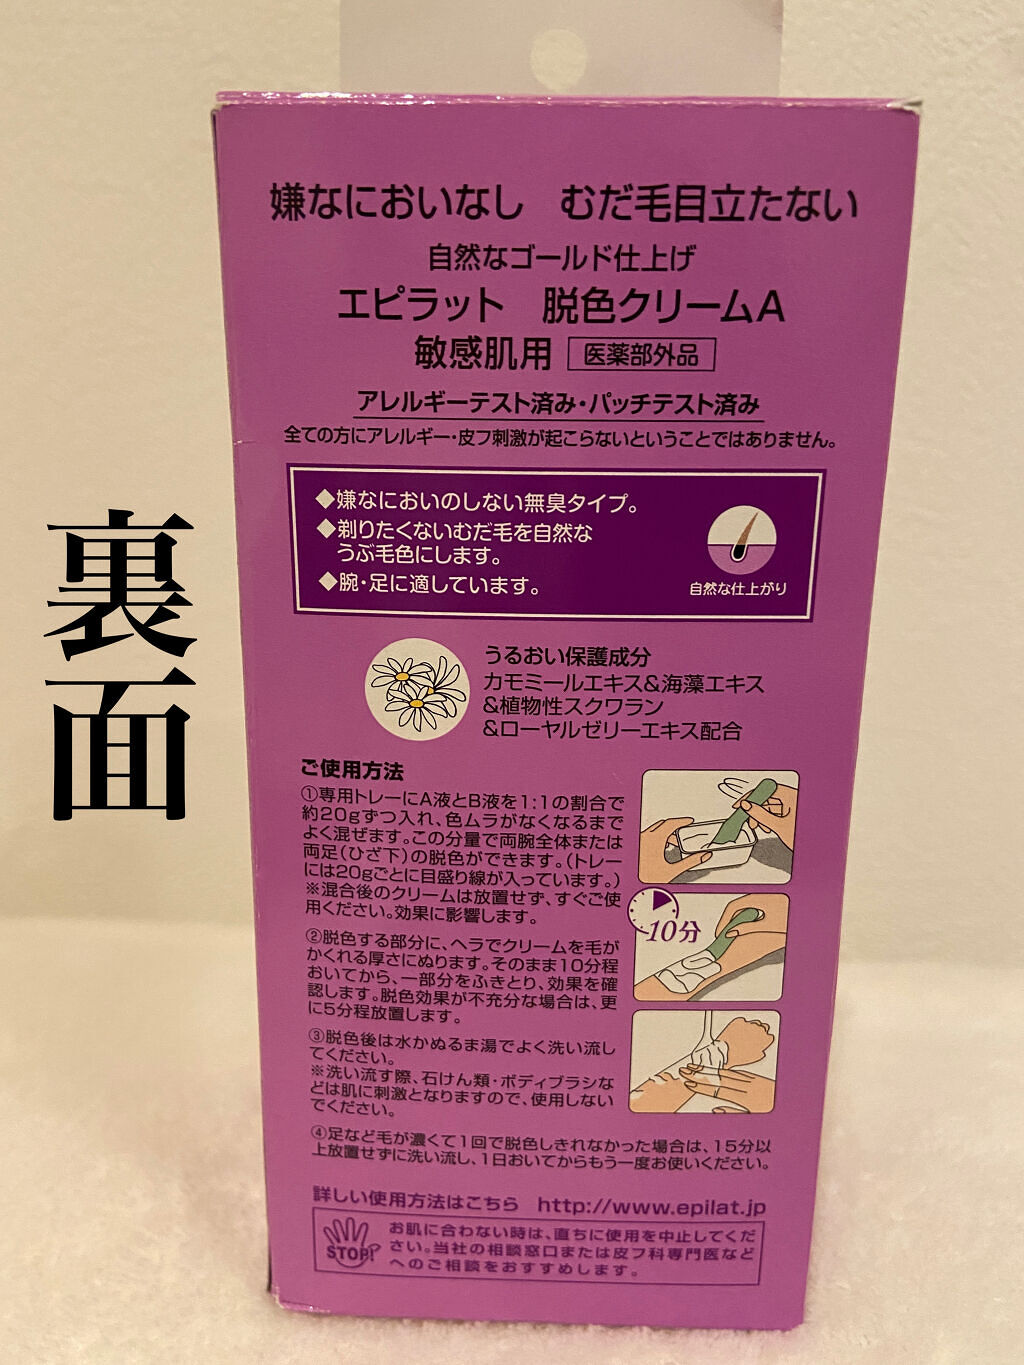 嫌なにおいなし　むだ毛目立たない
自然なゴールド仕上げ
エピラット　脱色クリームA
敏感肌用 医薬部外品
アレルギーテスト済み・パッチテスト済み
全ての方にアレルギー・皮フ刺激が起こらないということではありません。
◆嫌なにおいのしない無臭タイプ。
◆剃りたくないむだ毛を自然な
うぶ毛色にします。
◆腕・足に適しています。
自然な仕上がり
裏面
うるおい保護成分
カモミールエキス&海藻エキス
&植物性スクワラン
&ローヤルゼリーエキス配合
ご使用方法
①専用トレーにA液とB液を1:1の割合で
約20gずつ入れ、色ムラがなくなるまで
よく混ぜます。この分量で両腕全体または
両足(ひざ下)の脱色ができます。(トレー
には20gごとに目盛り線が入っています。)
※混合後のクリームは放置せず、すぐご使
用ください。効果に影響します。
10分
②脱色する部分に、ヘラでクリームを毛が
かくれる厚さにぬります。そのまま10分程
おいてから、一部分をふきとり、効果を確
認します。脱色効果が不充分な場合は、更
に5分程放置します。
③脱色後は水かぬるま湯でよく洗い流し
てください。
※洗い流す際、石けん類・ボディブラシな
どは肌に刺激となりますので、使用しない
でください。
④足など毛が濃くて1回で脱色しきれなかった場合は、15分以
上放置せずに洗い流し、1日おいてからもう一度お使いください。
詳しい使用方法はこちら　http://www.epilat.jp
STOP!
お肌に合わない時は、直ちに使用を中止してくだ
さい。当社の相談窓口または皮フ科専門医など
へのご相談をおすすめします。